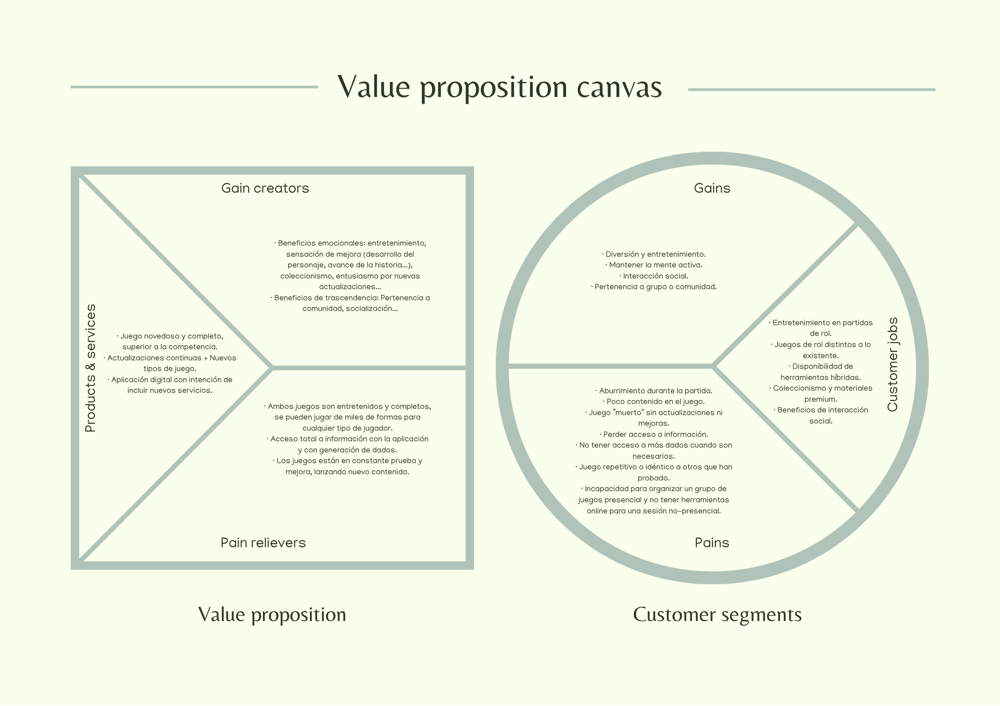 Value proposition canvas
Gain creators
· Beneficios emocionales: entretenimiento,
sensación de mejora (desarrollo del
personaje, avance de la historia...),
coleccionismo, entusiasmo por nuevas
actualizaciones...
· Beneficios de trascendencia: Pertenencia a
comunidad, socialización...
Products & services
· Juego novedoso y completo,
superior a la competencia.
· Actualizaciones continuas + Nuevos
tipos de juego.
· Aplicación digital con intención de
incluir nuevos servicios.
· Ambos juegos son entretenidos y completos,
se pueden jugar de miles de formas para
cualquier tipo de jugador.
· Acceso total a información con la aplicación
y con generación de dados.
· Los juegos están en constante prueba y
mejora, lanzando nuevo contenido.
Pain relievers
Value proposition
Gains
· Diversión y entretenimiento.
· Mantener la mente activa.
· Interacción social.
· Pertenencia a grupo o comunidad.
· Entretenimiento en partidas
de rol.
· Juegos de rol distintos a lo
existente.
· Disponibilidad de
herramientas híbridas.
· Coleccionismo y materiales
premium.
· Beneficios de interacción
social.
Customer jobs
· Aburrimiento durante la partida.
· Poco contenido en el juego.
· Juego “muerto” sin actualizaciones ni
mejoras.
· Perder acceso a información.
· No tener acceso a más dados cuando son
necesarios.
· Juego repetitivo o idéntico a otros que han
probado.
· Incapacidad para organizar un grupo de
juegos presencial y no tener herramientas
online para una sesión no-presencial.
Pains
Customer segments